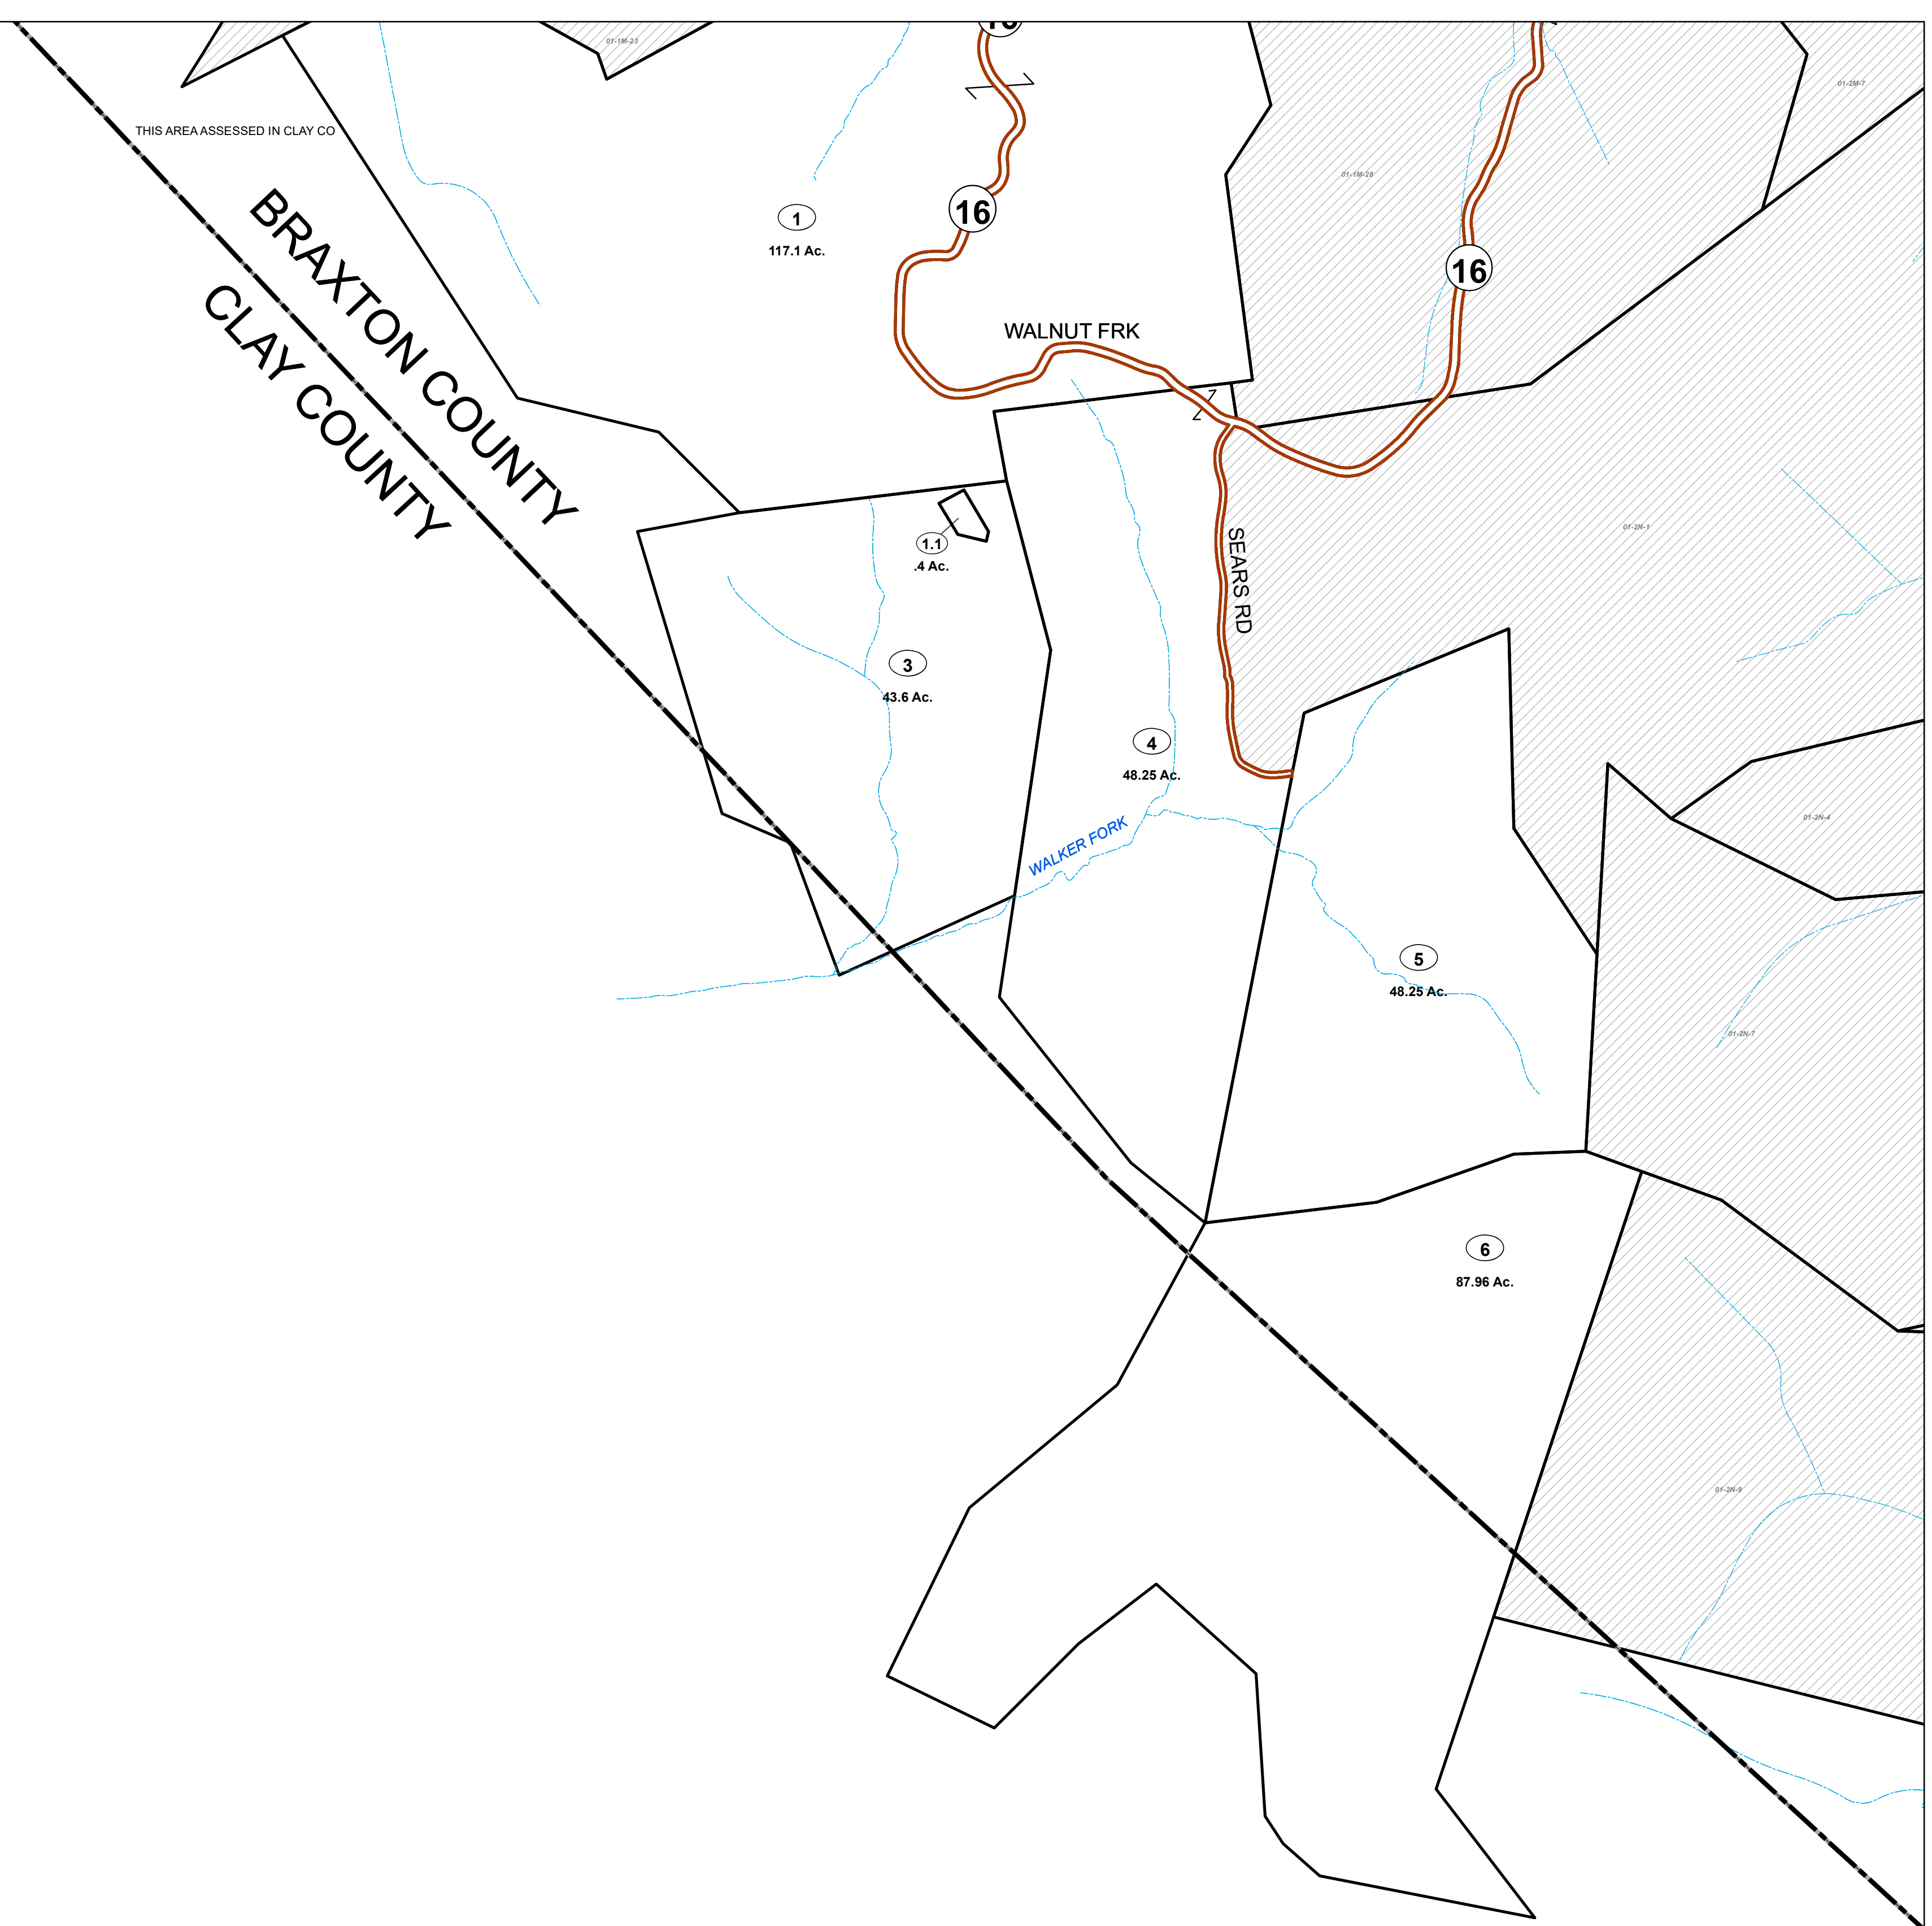 16
01-1M-23
01-2M-7
THIS AREA ASSESSED IN CLAY CO
01-1M-28
1
16
117.1 Ac.
16
BRAXTON COUNTY
CLAY COUNTY
WALNUT FRK
01-2N-1
1.1
.4 Ac.
SEARS RD
3
43.6 Ac.
4
48.25 Ac.
01-2N-4
WALKER FORK
5
48.25 Ac.
01-2N-7
6
87.96 Ac.
01-2N-9